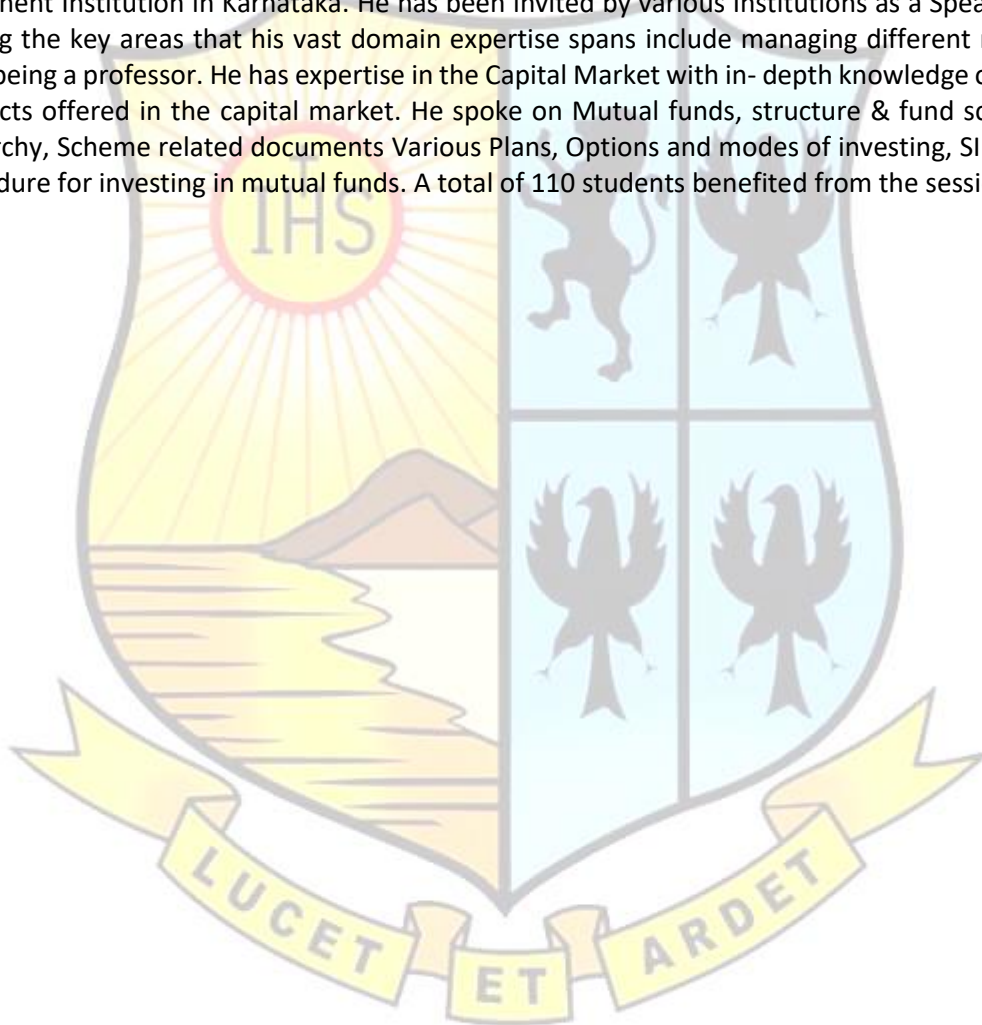 nent Institution in Karnataka. He has been invited by various Institutions as a Spea
g the key areas that his vast domain expertise spans include managing different
being a professor. He has expertise in the Capital Market with in- depth knowledge
cts offered in the capital market. He spoke on Mutual funds, structure & fund sc
rchy, Scheme related documents Various Plans, Options and modes of investing, SI
dure for investing in mutual funds. A total of 110 students benefited from the sessi
IHS
LUCET ET ARDET